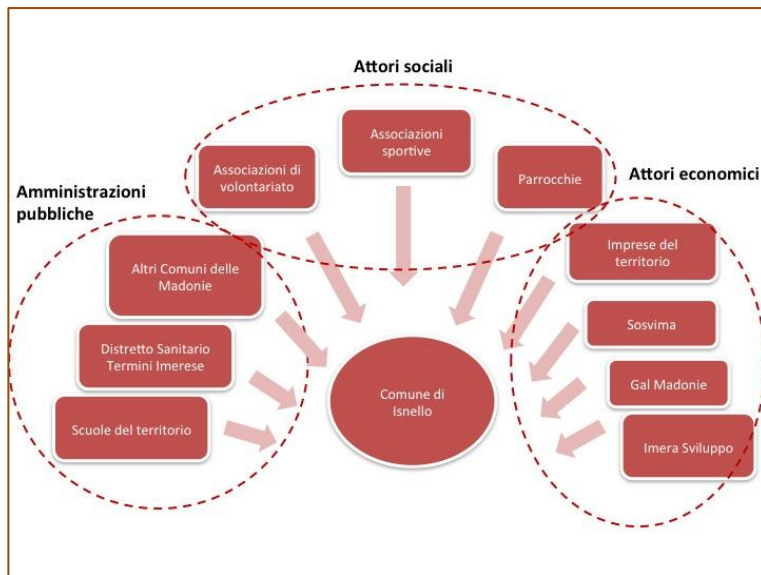 Attori sociali
Associazioni
sportive
Associazioni di
volontariato
Parrocchie
Attori economici
Amministrazioni
pubbliche
Imprese del
territorio
Altri Comuni delle
Madonie
Sosvima
Distretto Sanitario
Termini Imerese
Gal Madonie
Comune di
Isnello
Scuole del territorio
Imera Sviluppo